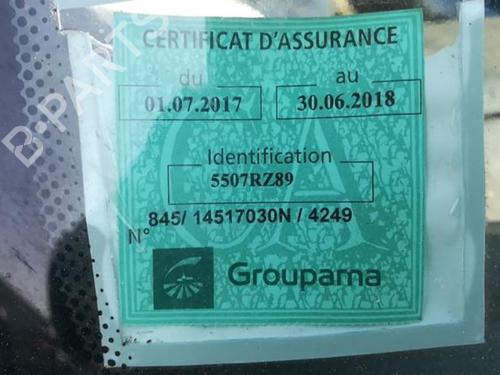 CERTIFICAT D'ASSURANCE
du au
01.07.2017 30.06.2018
Identification
5507RZ89
845/ 14517030N / 4249
N°
Groupama
B-PARTS